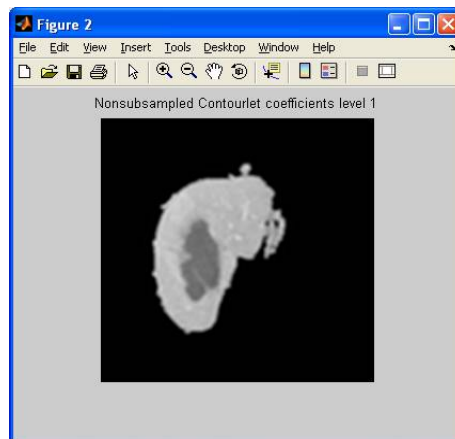 Figure 2
File Edit View Insert Tools Desktop Window Help
Nonsubsampled Contourlet coefficients level 1